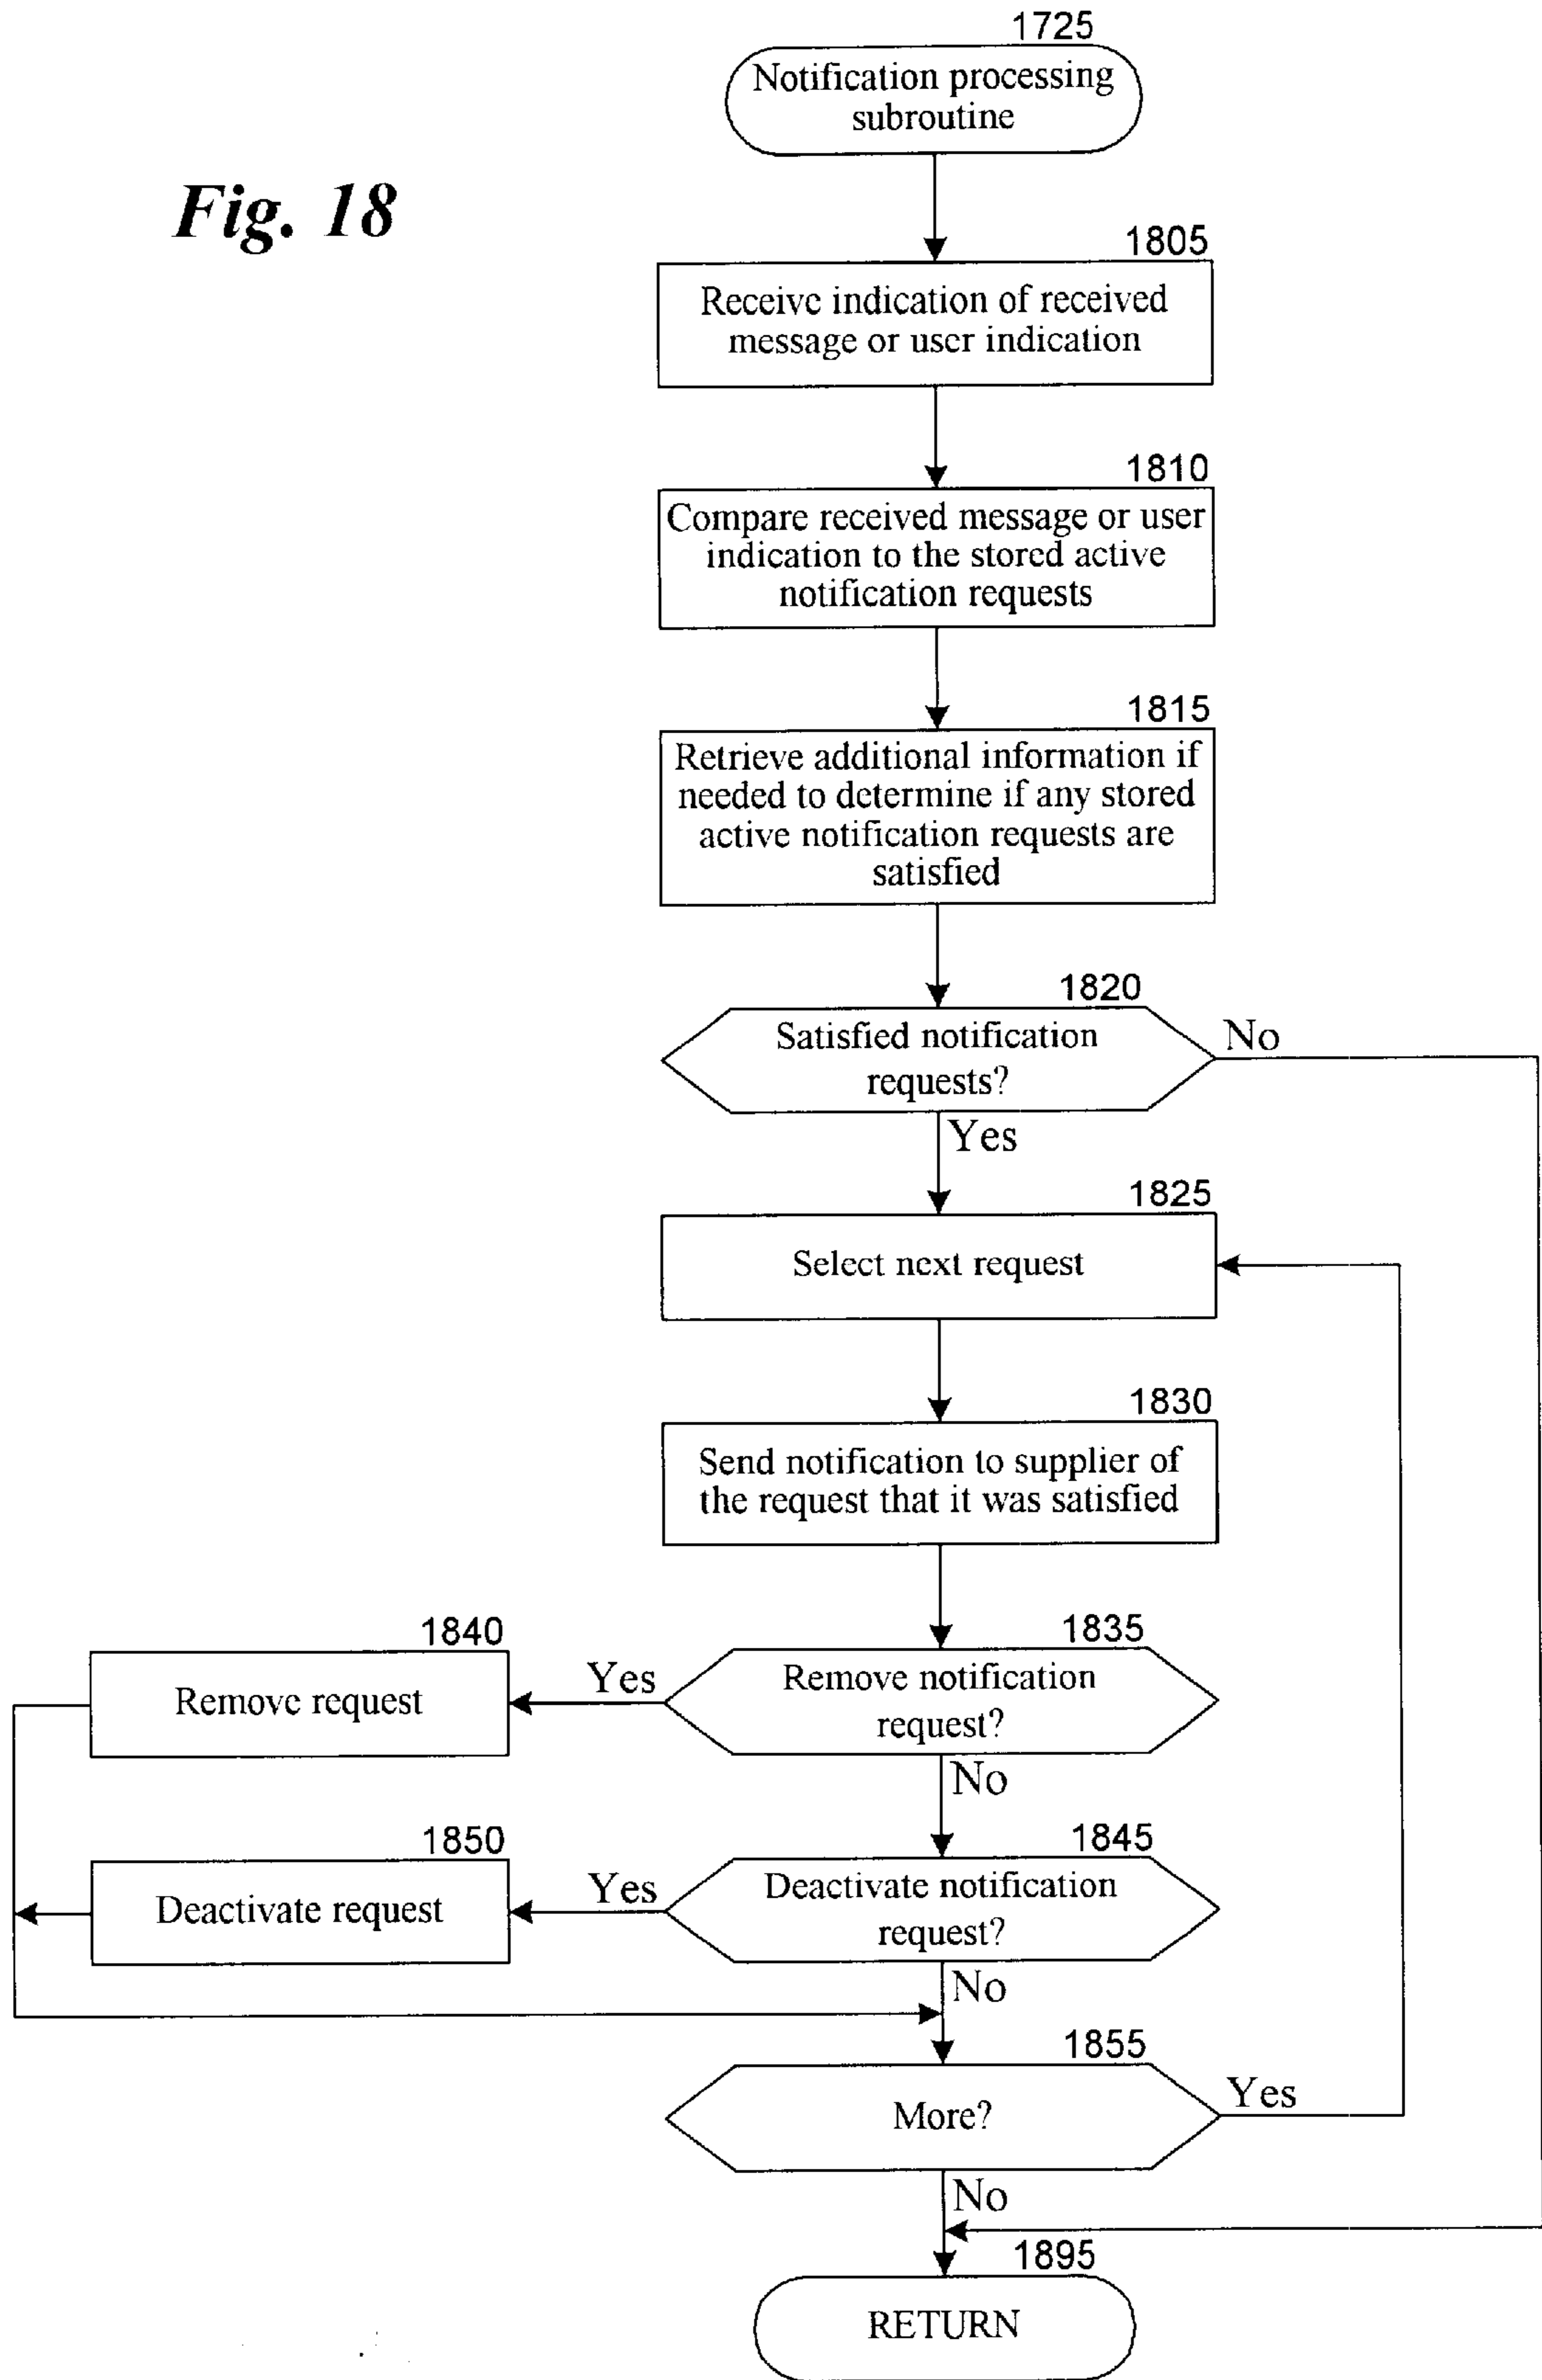 1725
Notification processing
subroutine
Fig. 18
1805
Receive indication of received
message or user indication
1810
Compare received message or user
indication to the stored active
notification requests
1815
Retrieve additional information if
needed to determine if any stored
active notification requests are
satisfied
1820
Satisfied notification
requests?
No
Yes
1825
Select next request
1830
Send notification to supplier of
the request that it was satisfied
1835
Remove notification
request?
Yes
1840
Remove request
No
1845
Deactivate notification
request?
Yes
1850
Deactivate request
No
1855
More?
Yes
No
1895
RETURN